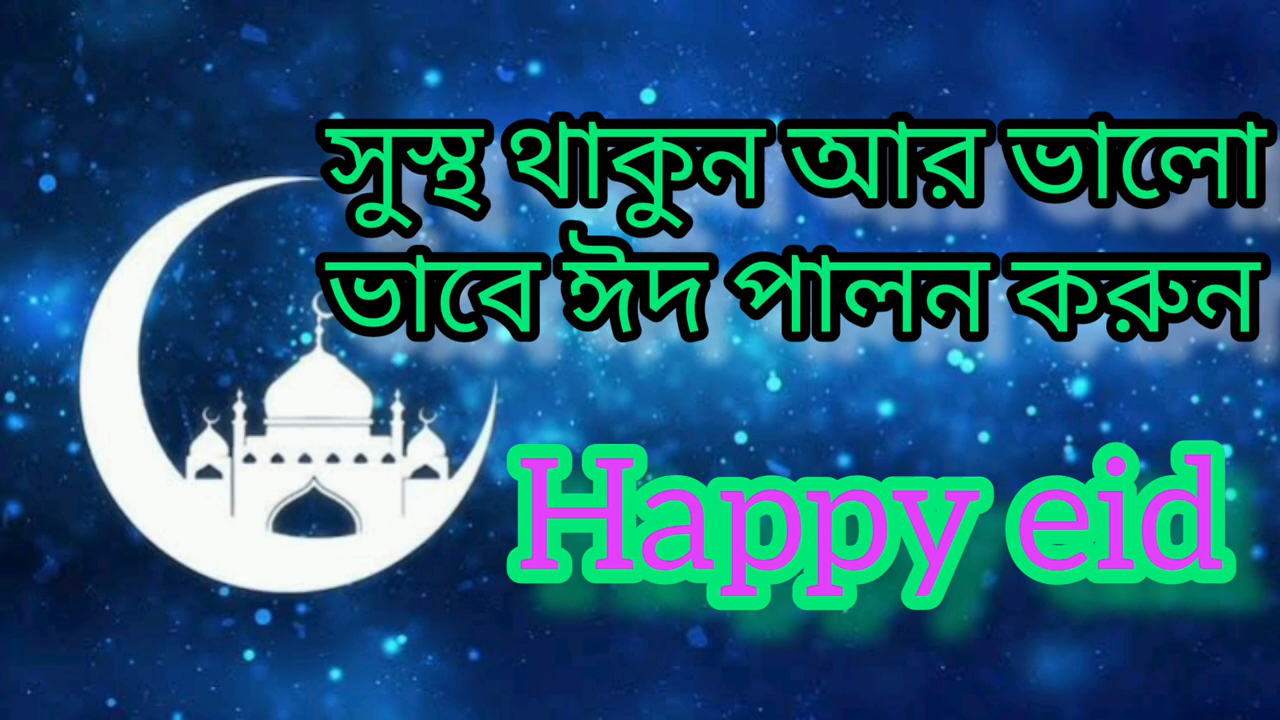 সুস্থ থাকুন আর ভালো
ভাবে ঈদ পালন করুন
Happy eid